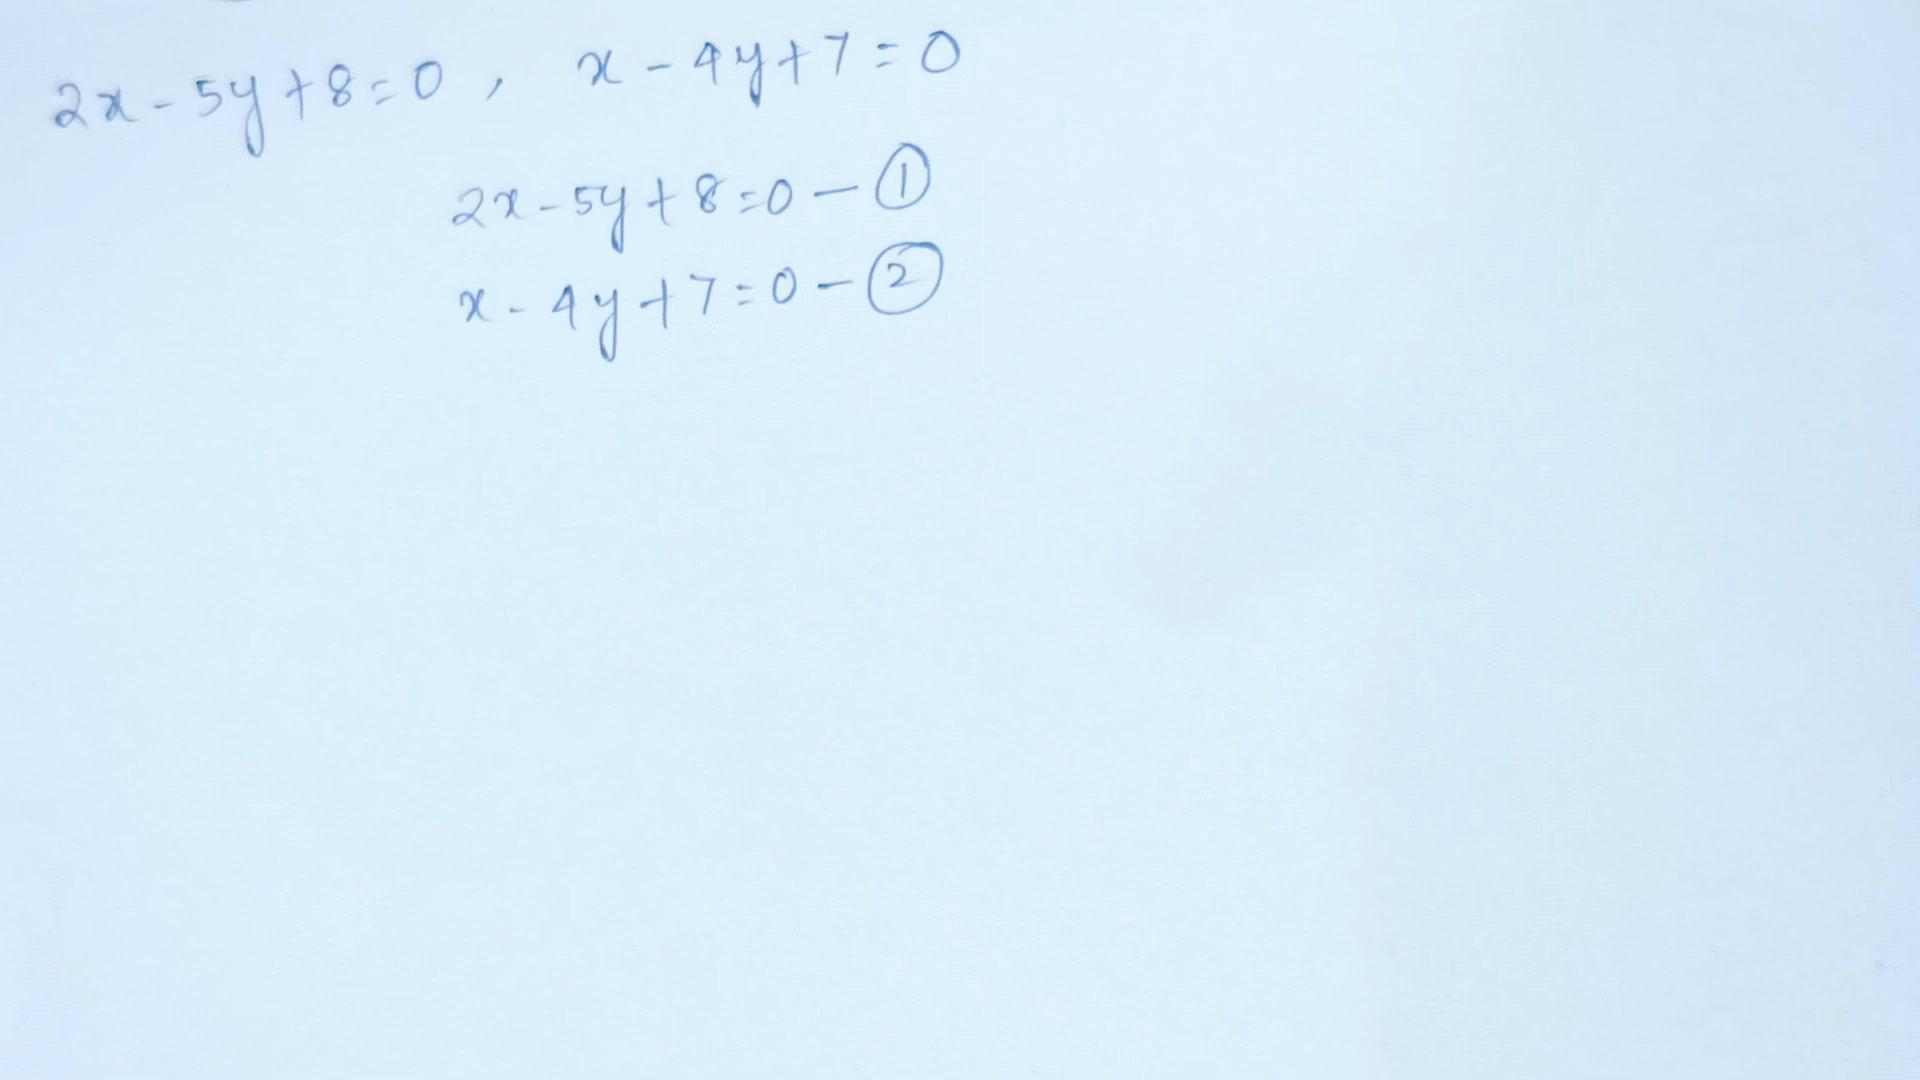 2x - 5y + 8 = 0 , x - 4y + 7 = 0
2x - 5y + 8 = 0 — ①
x - 4y + 7 = 0 — ②